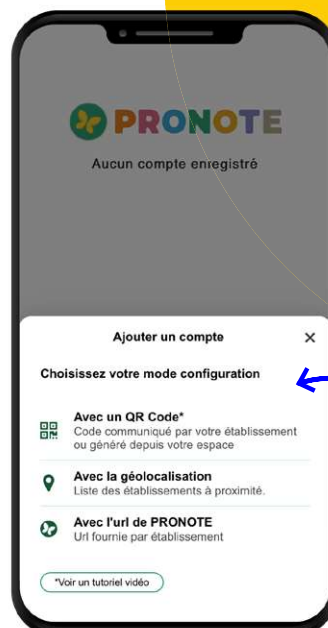 PRONOTE
Aucun compte enregistré
Ajouter un compte
Choisissez votre mode configuration
Avec un QR Code*
Code communiqué par votre établissement
ou généré depuis votre espace
Avec la géolocalisation
Liste des établissements à proximité.
Avec l'url de PRONOTE
Url fournie par établissement
*Voir un tutoriel vidéo